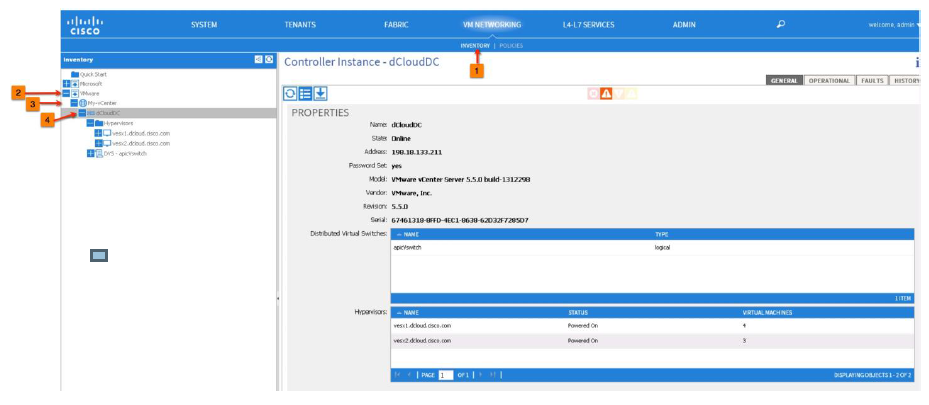 CISCO
SYSTEM TENANTS FABRIC VM NETWORKING L4-L7 SERVICES ADMIN welcome, admin
INVENTORY | POLICIES
Inventory
Quick Start
Microsoft
VMware
My-vCenter
dCloudDC
Hypervisors
vesx1.dcloud.cisco.com
vesx2.dcloud.cisco.com
DVS - apicVswitch
1
2
3
4
Controller Instance - dCloudDC
i
GENERAL OPERATIONAL FAULTS HISTORY
PROPERTIES
Name: dCloudDC
State: Online
Address: 198.18.133.211
Password Set: yes
Model: VMware vCenter Server 5.5.0 build-1312298
Vendor: VMware, Inc.
Revision: 5.5.0
Serial: 67461318-8FFD-4EC1-8638-62D32F7285D7
Distributed Virtual Switches:
NAME TYPE
apicVswitch logical
1 ITEM
Hypervisors:
NAME STATUS VIRTUAL MACHINES
vesx1.dcloud.cisco.com Powered On 4
vesx2.dcloud.cisco.com Powered On 3
PAGE 1 OF 1
DISPLAYING OBJECTS 1 - 2 OF 2